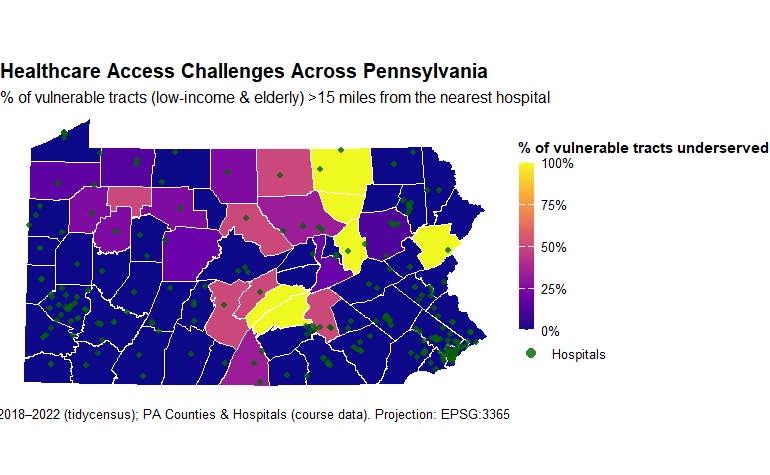 Healthcare Access Challenges Across Pennsylvania
% of vulnerable tracts (low-income & elderly) >15 miles from the nearest hospital
% of vulnerable tracts underserved
100%
75%
50%
25%
0%
Hospitals
2018–2022 (tidycensus); PA Counties & Hospitals (course data). Projection: EPSG:3365